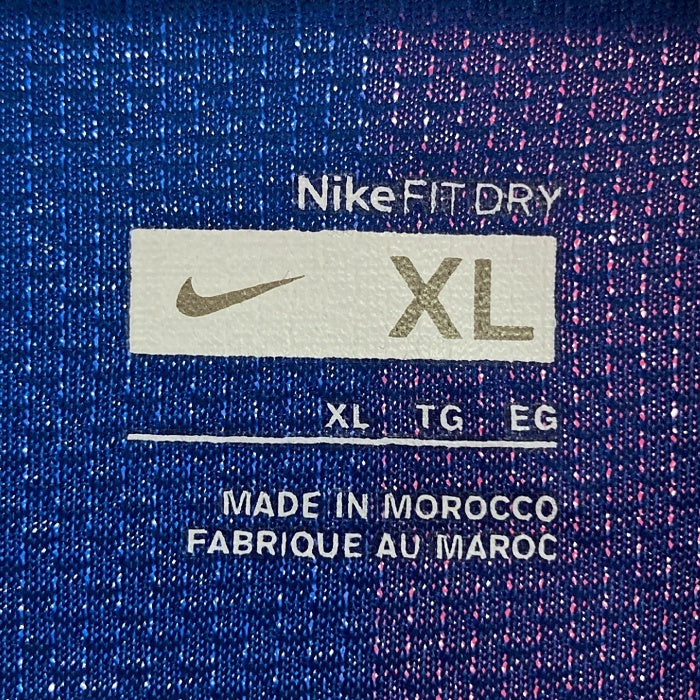 NikeFIT DRY
XL
XL TG EG
MADE IN MOROCCO
FABRIQUE AU MAROC